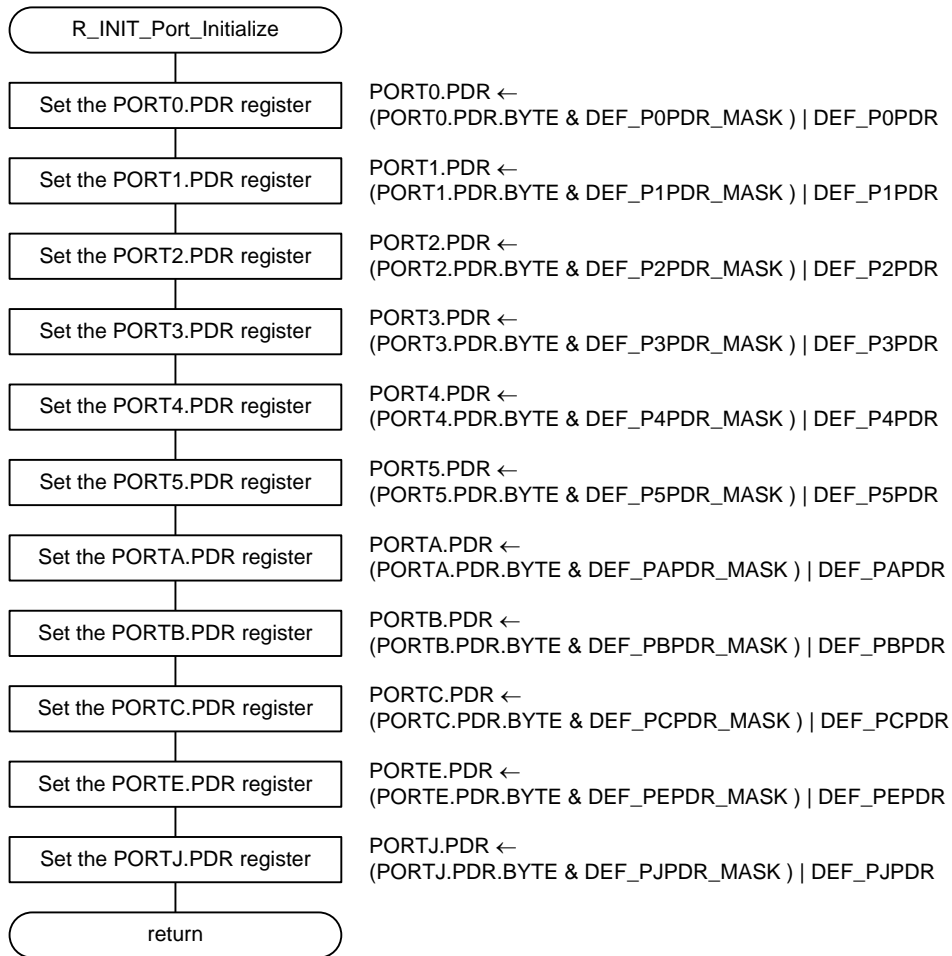 R_INIT_Port_Initialize
Set the PORT0.PDR register
PORT0.PDR ←
(PORT0.PDR.BYTE & DEF_P0PDR_MASK ) | DEF_P0PDR
Set the PORT1.PDR register
PORT1.PDR ←
(PORT1.PDR.BYTE & DEF_P1PDR_MASK ) | DEF_P1PDR
Set the PORT2.PDR register
PORT2.PDR ←
(PORT2.PDR.BYTE & DEF_P2PDR_MASK ) | DEF_P2PDR
Set the PORT3.PDR register
PORT3.PDR ←
(PORT3.PDR.BYTE & DEF_P3PDR_MASK ) | DEF_P3PDR
Set the PORT4.PDR register
PORT4.PDR ←
(PORT4.PDR.BYTE & DEF_P4PDR_MASK ) | DEF_P4PDR
Set the PORT5.PDR register
PORT5.PDR ←
(PORT5.PDR.BYTE & DEF_P5PDR_MASK ) | DEF_P5PDR
Set the PORTA.PDR register
PORTA.PDR ←
(PORTA.PDR.BYTE & DEF_PAPDR_MASK ) | DEF_PAPDR
Set the PORTB.PDR register
PORTB.PDR ←
(PORTB.PDR.BYTE & DEF_PBPDR_MASK ) | DEF_PBPDR
Set the PORTC.PDR register
PORTC.PDR ←
(PORTC.PDR.BYTE & DEF_PCPDR_MASK ) | DEF_PCPDR
Set the PORTE.PDR register
PORTE.PDR ←
(PORTE.PDR.BYTE & DEF_PEPDR_MASK ) | DEF_PEPDR
Set the PORTJ.PDR register
PORTJ.PDR ←
(PORTJ.PDR.BYTE & DEF_PJPDR_MASK ) | DEF_PJPDR
return